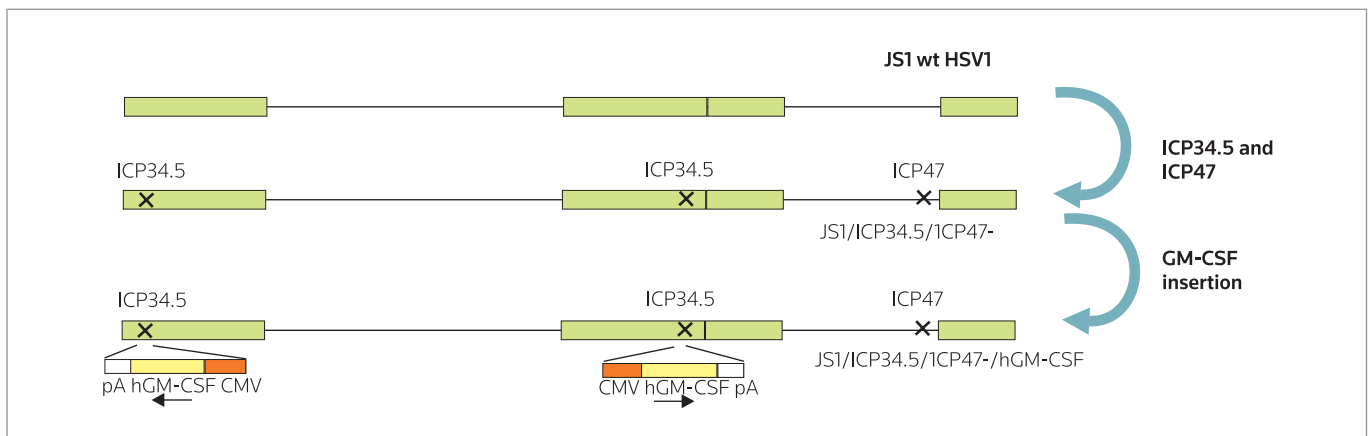 JS1 wt HSV1
ICP34.5 and
ICP47
ICP34.5
ICP34.5
ICP47
JS1/ICP34.5/1CP47-
GM-CSF
insertion
ICP34.5
ICP34.5
ICP47
JS1/ICP34.5/1CP47-/hGM-CSF
pA hGM-CSF CMV
CMV hGM-CSF pA